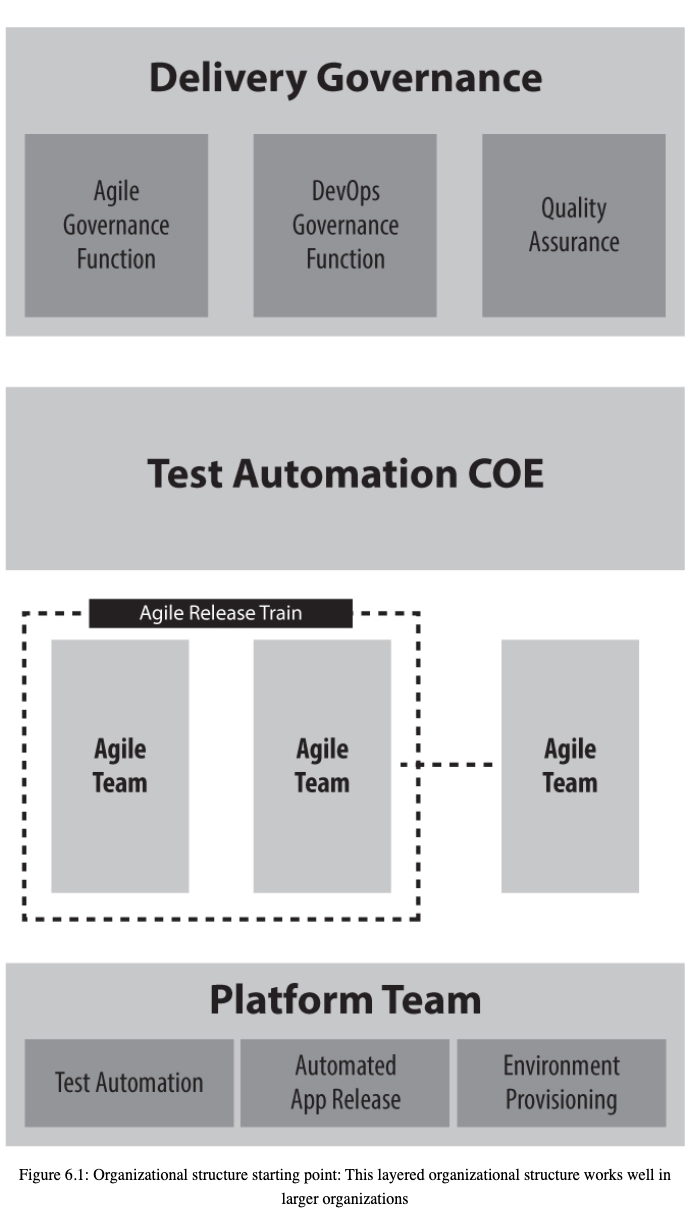 Delivery Governance
Agile
Governance
Function
DevOps
Governance
Function
Quality
Assurance
Test Automation COE
Agile Release Train
Agile
Team
Agile
Team
Agile
Team
Platform Team
Test Automation
Automated
App Release
Environment
Provisioning
Figure 6.1: Organizational structure starting point: This layered organizational structure works well in
larger organizations